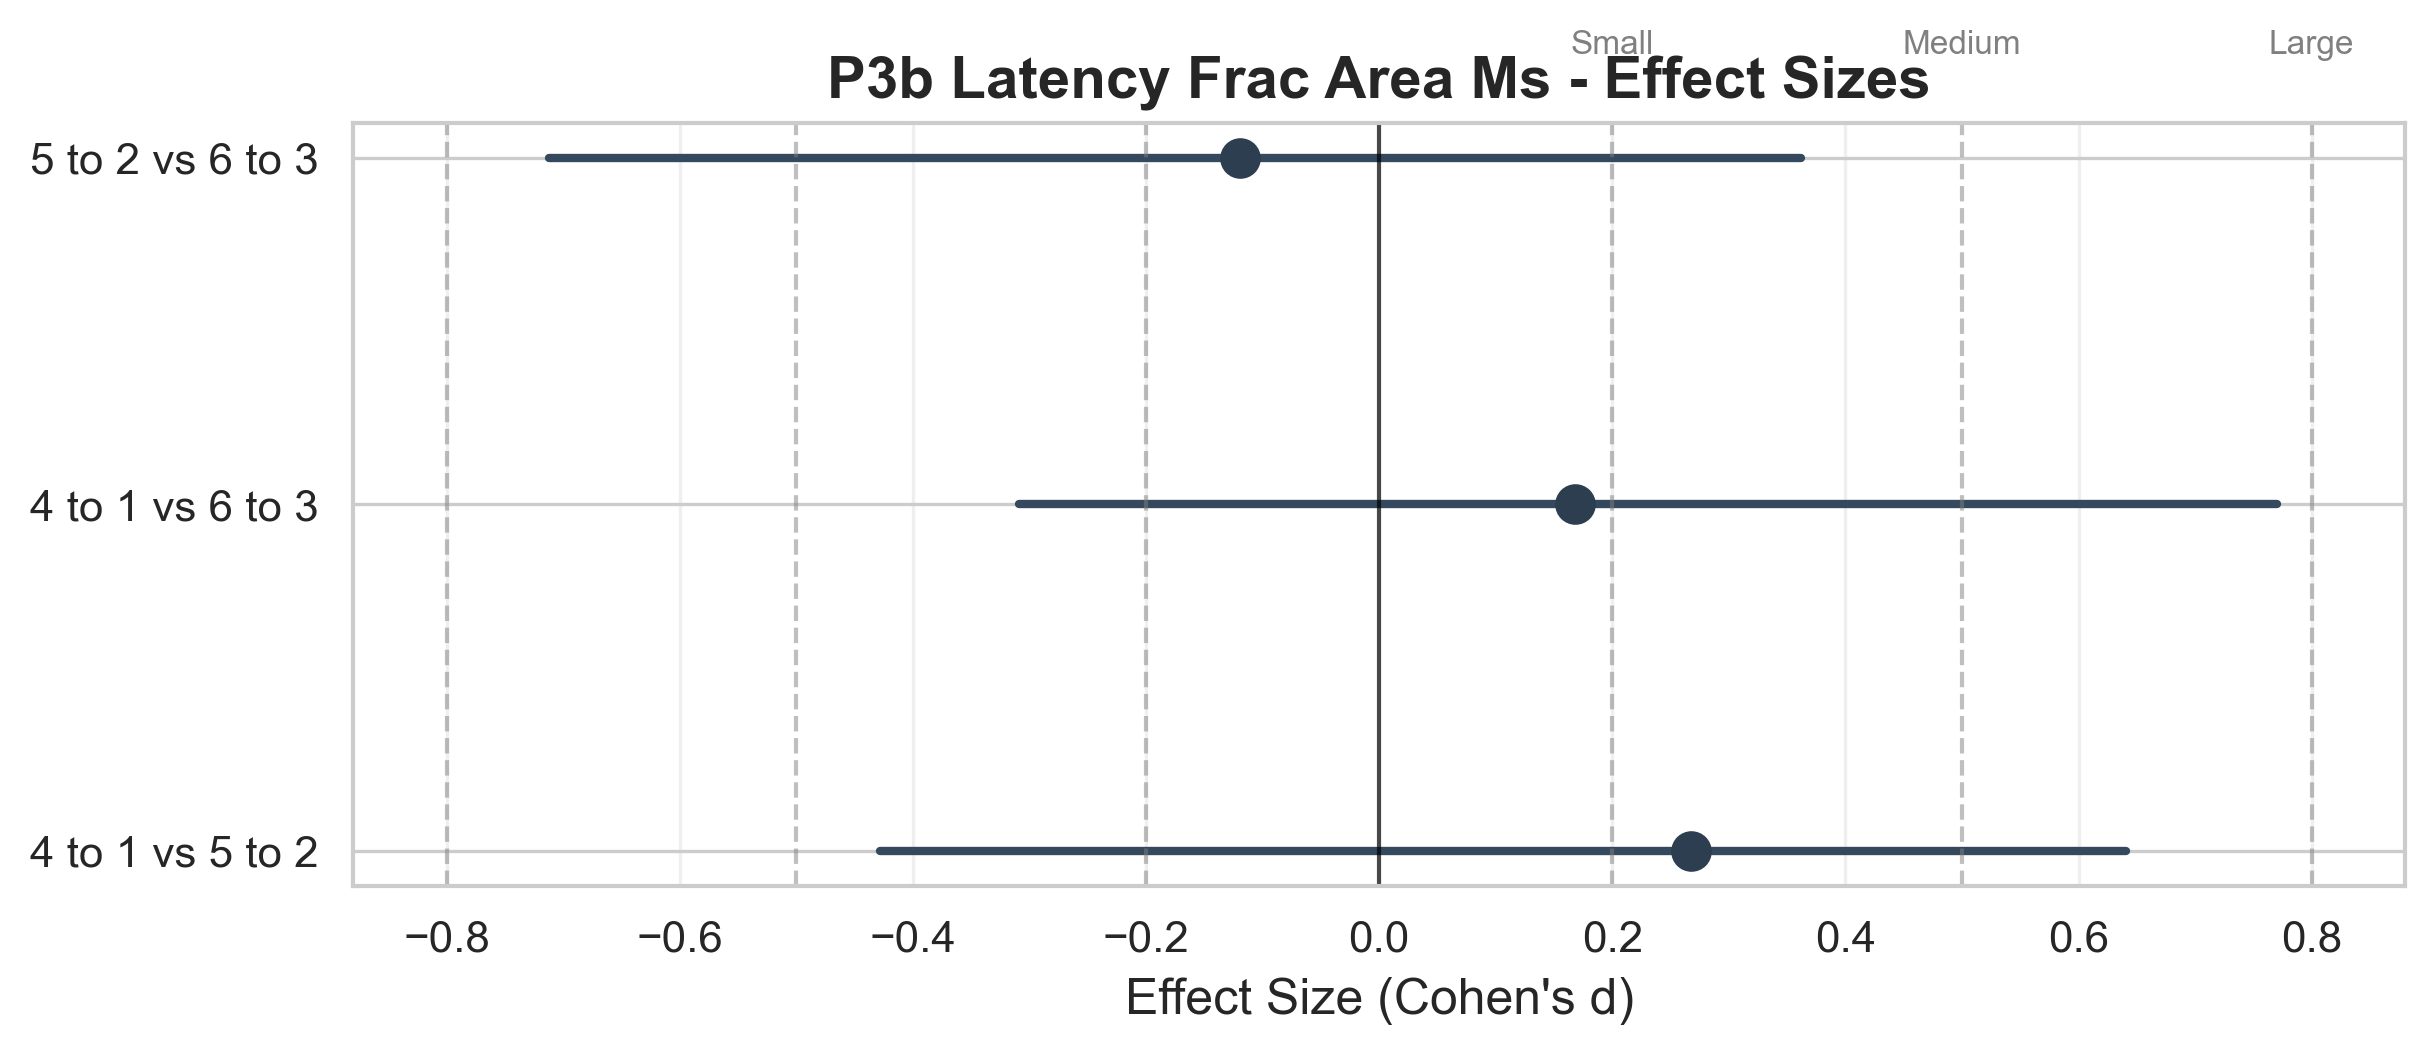 Small Medium Large
P3b Latency Frac Area Ms - Effect Sizes
5 to 2 vs 6 to 3
4 to 1 vs 6 to 3
4 to 1 vs 5 to 2
−0.8 −0.6 −0.4 −0.2 0.0 0.2 0.4 0.6 0.8
Effect Size (Cohen's d)